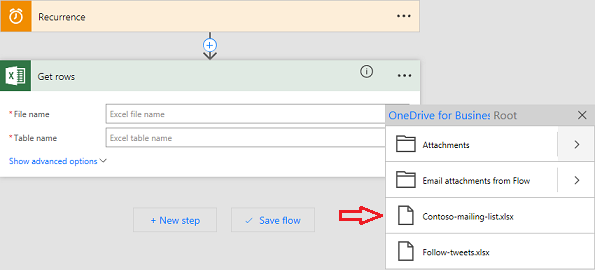 Recurrence
Get rows
* File name
Excel file name
* Table name
Excel table name
Show advanced options
+ New step
Save flow
OneDrive for Busines Root
Attachments
Email attachments from Flow
Contoso-mailing-list.xlsx
Follow-tweets.xlsx